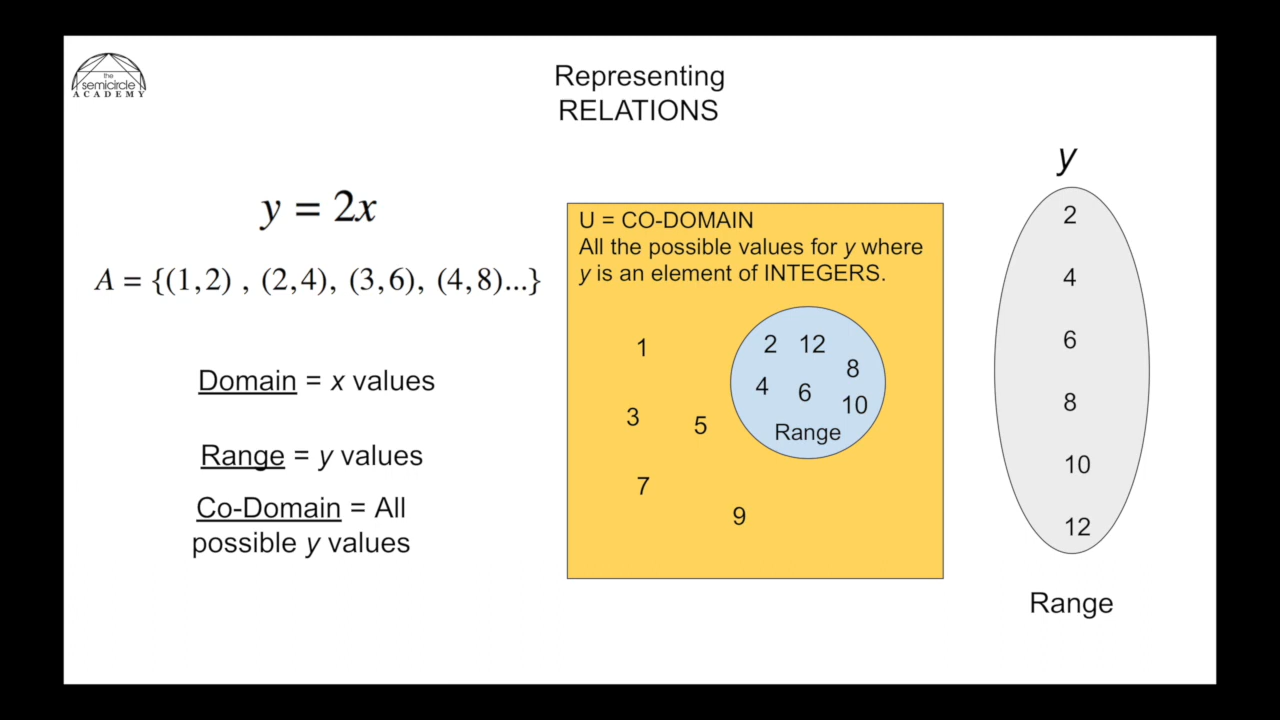 the
semicircle
ACADEMY
Representing
RELATIONS
y = 2x
A = {(1,2) , (2,4), (3,6), (4,8)...}
Domain = x values
Range = y values
Co-Domain = All
possible y values
U = CO-DOMAIN
All the possible values for y where
y is an element of INTEGERS.
1
3
5
7
9
2 12
8
4 6
10
Range
y
2
4
6
8
10
12
Range